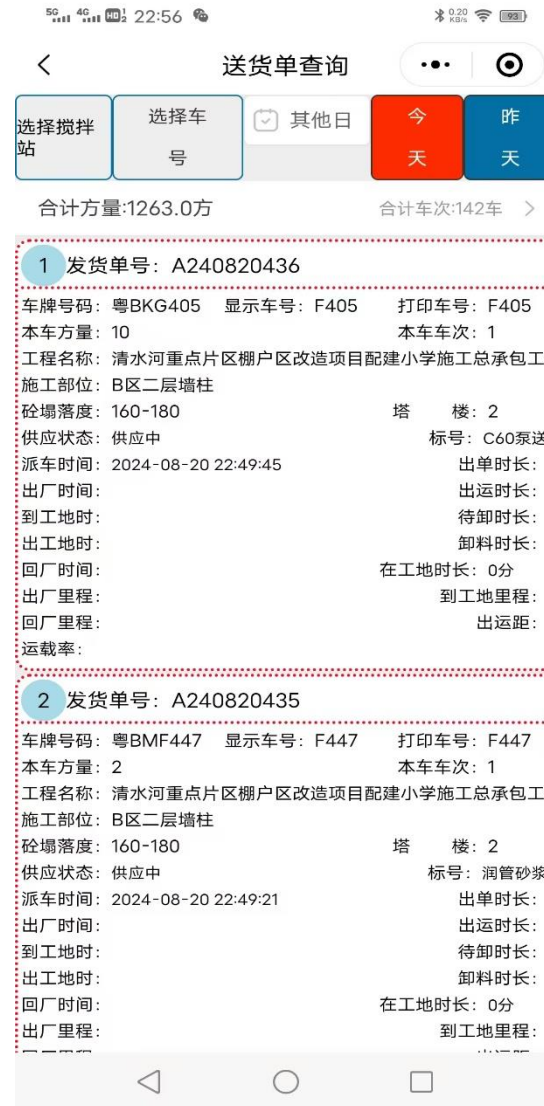 5G 4G HD 2 22:56 0.20 KB/s 93
送货单查询
选择搅拌站 选择车号 其他日 今天 昨天
合计方量:1263.0方 合计车次:142车
1 发货单号: A240820436
车牌号码: 粤BKG405 显示车号: F405 打印车号: F405
本车方量: 10 本车车次: 1
工程名称: 清水河重点片区棚户区改造项目配建小学施工总承包工
施工部位: B区二层墙柱
砼塌落度: 160-180 塔 楼: 2
供应状态: 供应中 标号: C60泵送
派车时间: 2024-08-20 22:49:45 出单时长:
出厂时间: 出运时长:
到工地时: 待卸时长:
出工地时: 卸料时长:
回厂时间: 在工地时长: 0分
出厂里程: 到工地里程:
回厂里程: 出运距:
运载率:
2 发货单号: A240820435
车牌号码: 粤BMF447 显示车号: F447 打印车号: F447
本车方量: 2 本车车次: 1
工程名称: 清水河重点片区棚户区改造项目配建小学施工总承包工
施工部位: B区二层墙柱
砼塌落度: 160-180 塔 楼: 2
供应状态: 供应中 标号: 润管砂浆
派车时间: 2024-08-20 22:49:21 出单时长:
出厂时间: 出运时长:
到工地时: 待卸时长:
出工地时: 卸料时长:
回厂时间: 在工地时长: 0分
出厂里程: 到工地里程: